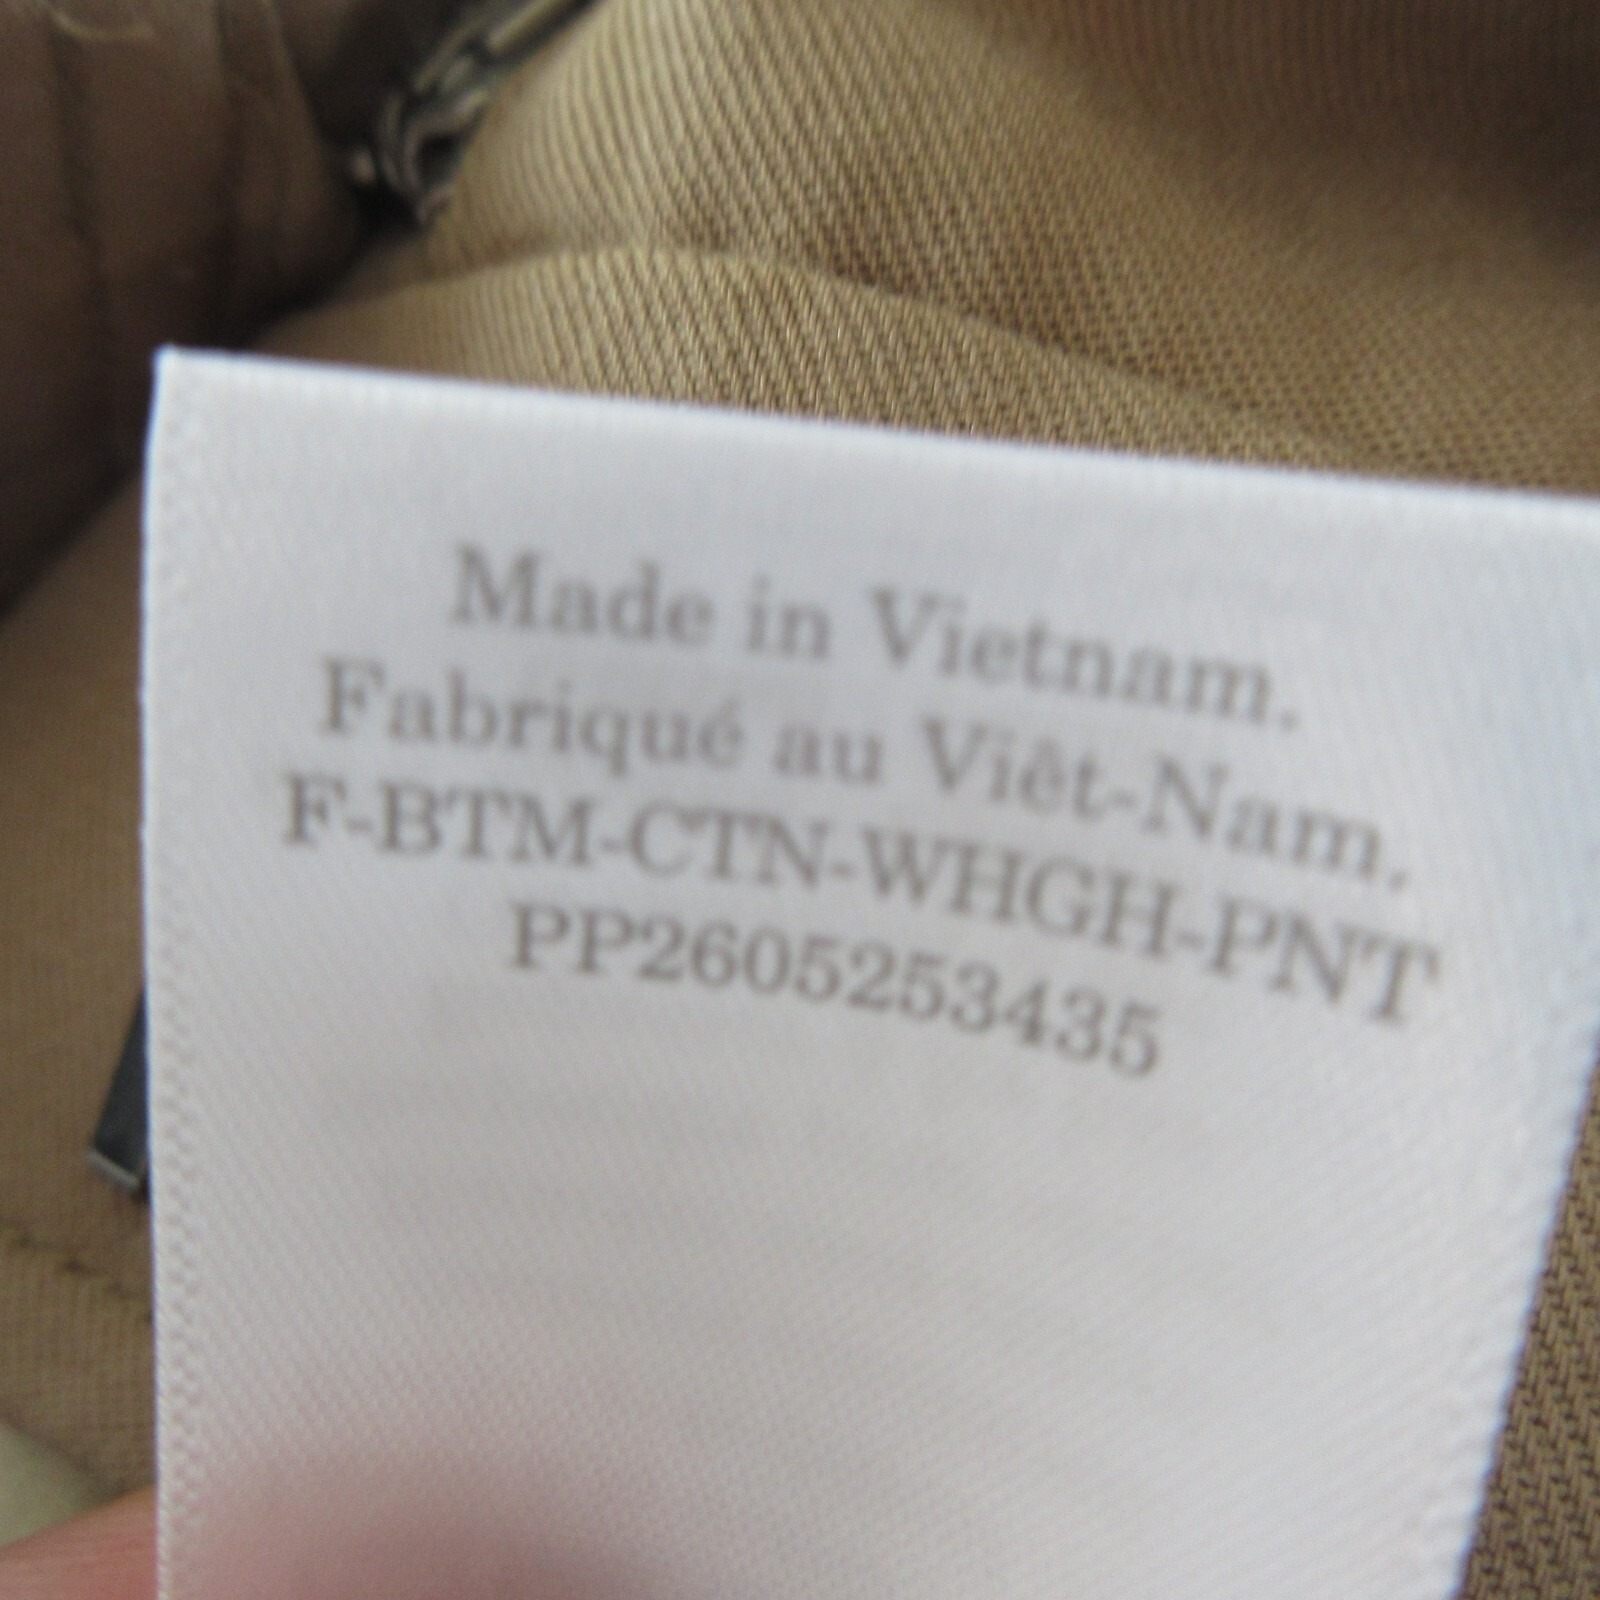 Made in Vietnam.
Fabriqué au Viêt-Nam.
F-BTM-CTN-WHGH-PNT
PP2605253435